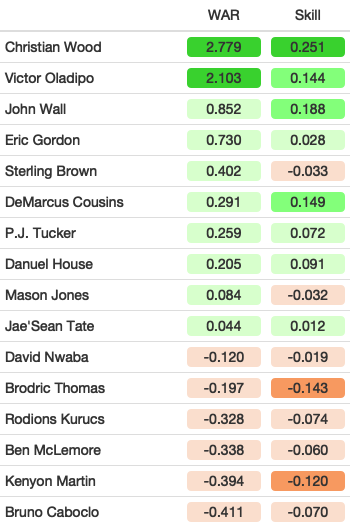 WAR Skill
Christian Wood 2.779 0.251
Victor Oladipo 2.103 0.144
John Wall 0.852 0.188
Eric Gordon 0.730 0.028
Sterling Brown 0.402 -0.033
DeMarcus Cousins 0.291 0.149
P.J. Tucker 0.259 0.072
Danuel House 0.205 0.091
Mason Jones 0.084 -0.032
Jae'Sean Tate 0.044 0.012
David Nwaba -0.120 -0.019
Brodric Thomas -0.197 -0.143
Rodions Kurucs -0.328 -0.074
Ben McLemore -0.338 -0.060
Kenyon Martin -0.394 -0.120
Bruno Caboclo -0.411 -0.070